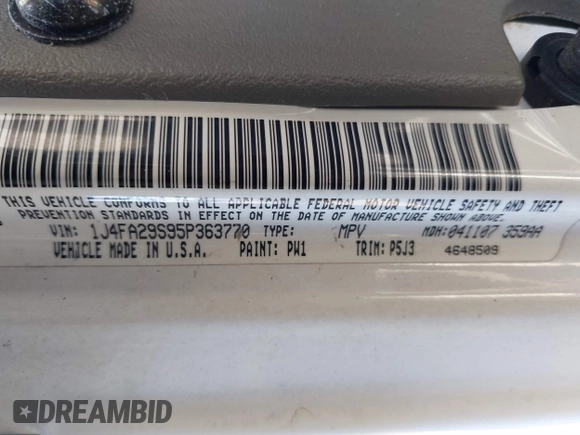 THIS VEHICLE CONFORMS TO ALL APPLICABLE FEDERAL MOTOR VEHICLE SAFETY AND THEFT
PREVENTION STANDARDS IN EFFECT ON THE DATE OF MANUFACTURE SHOWN ABOVE.
VIN: 1J4FA29S95P363770 TYPE: MPV MDH: 041107 359AA
VEHICLE MADE IN U.S.A. PAINT: PW1 TRIM: P5J3 4648509
DREAMBID